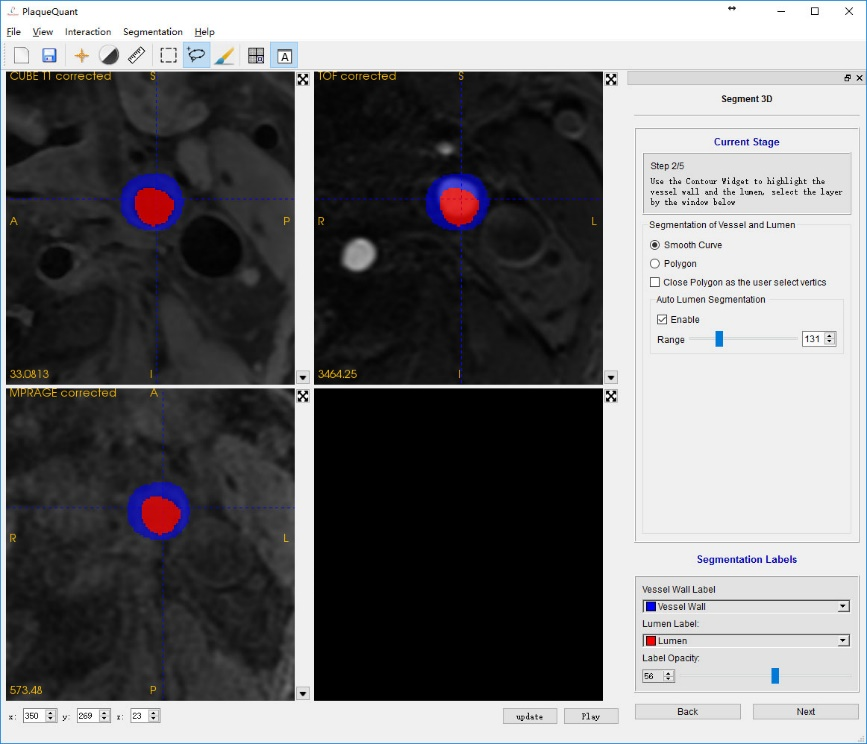 PlaqueQuant
File View Interaction Segmentation Help
A
CUBE T1 corrected
S
A
P
33.0813
I
TOF corrected
S
R
L
3464.25
I
MPRAGE corrected
A
R
L
573.48
P
x: 350 y: 269 z: 23
update Play
Segment 3D
Current Stage
Step 2/5
Use the Contour Widget to highlight the
vessel wall and the lumen, select the layer
by the window below
Segmentation of Vessel and Lumen
Smooth Curve
Polygon
Close Polygon as the user select vertics
Auto Lumen Segmentation
Enable
Range 131
Segmentation Labels
Vessel Wall Label
Vessel Wall
Lumen Label:
Lumen
Label Opacity:
56
Back Next